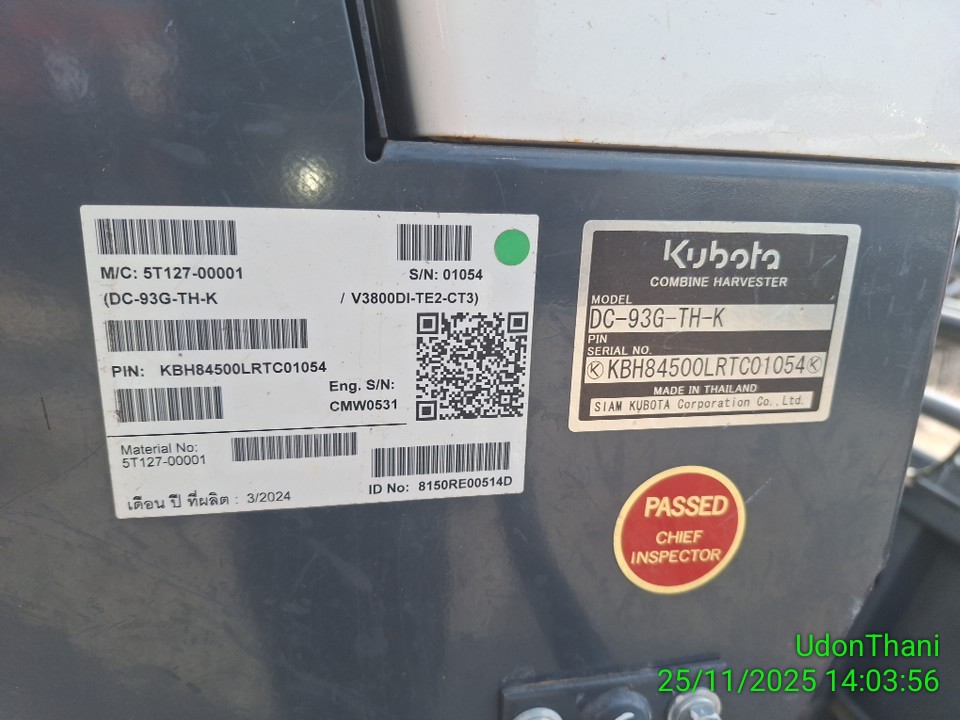 M/C: 5T127-00001
S/N: 01054
(DC-93G-TH-K / V3800DI-TE2-CT3)
PIN: KBH84500LRTC01054
Eng. S/N:
CMW0531
Material No:
5T127-00001
ID No: 8150RE00514D
เดือน ปี ที่ผลิต : 3/2024
Kubota
COMBINE HARVESTER
MODEL
DC-93G-TH-K
PIN
SERIAL NO.
KBH84500LRTC01054
MADE IN THAILAND
SIAM KUBOTA Corporation Co.,Ltd.
PASSED
CHIEF
INSPECTOR
UdonThani
25/11/2025 14:03:56